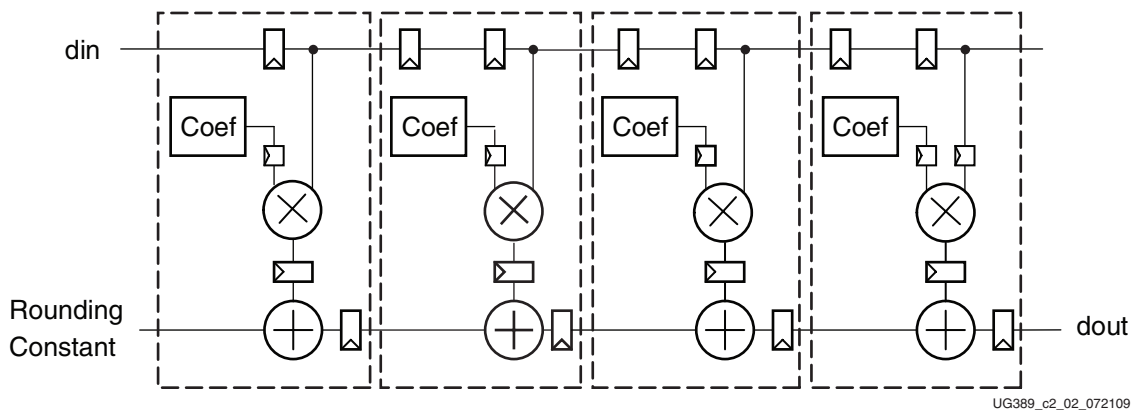 din
Coef
Coef
Coef
Coef
Rounding
Constant
dout
UG389_c2_02_072109